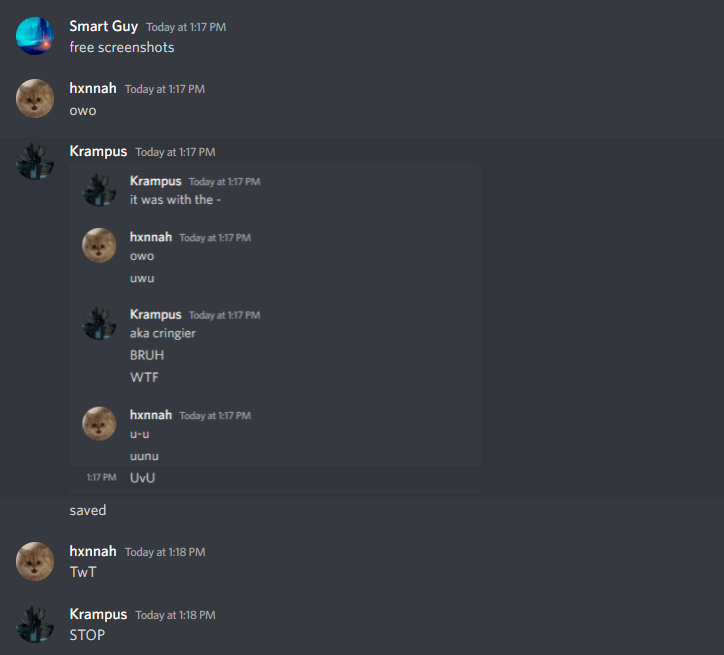 Smart Guy Today at 1:17 PM
free screenshots
hxnnah Today at 1:17 PM
owo
Krampus Today at 1:17 PM
Krampus Today at 1:17 PM
it was with the -
hxnnah Today at 1:17 PM
owo
uwu
Krampus Today at 1:17 PM
aka cringier
BRUH
WTF
hxnnah Today at 1:17 PM
u-u
uunu
1:17 PM UvU
saved
hxnnah Today at 1:18 PM
TwT
Krampus Today at 1:18 PM
STOP